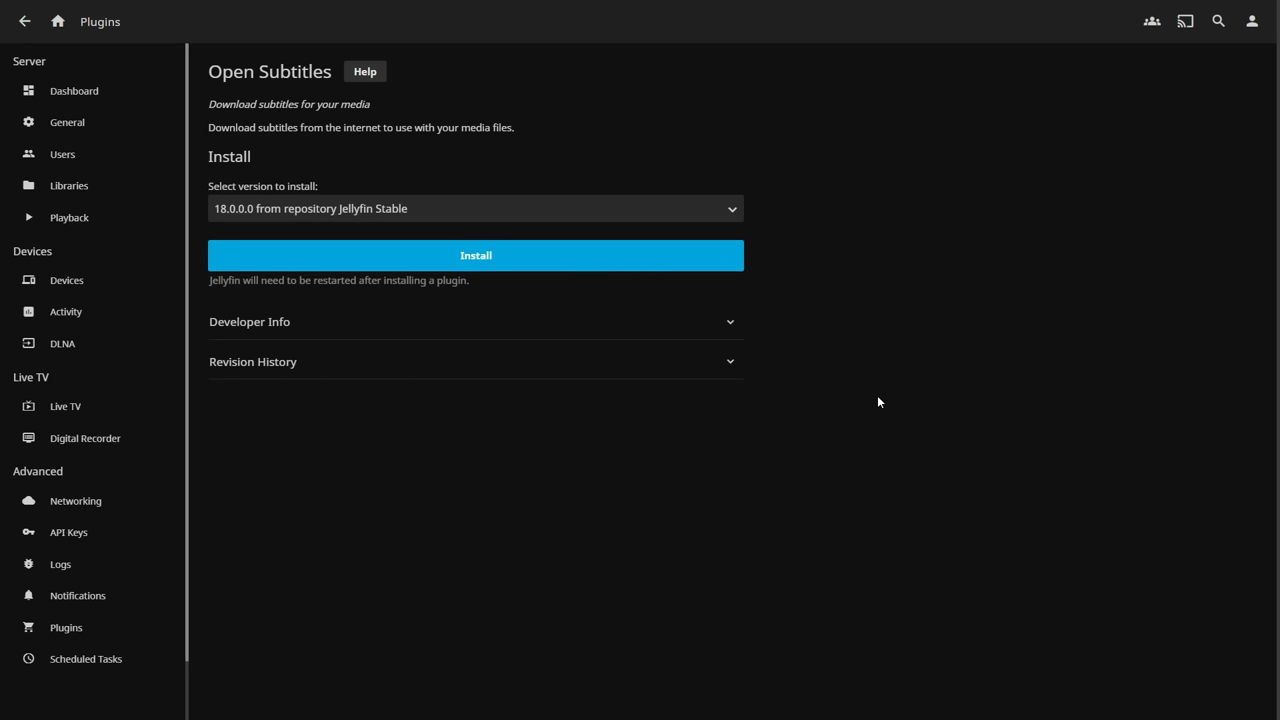 Plugins
Server
Dashboard
General
Users
Libraries
Playback
Devices
Devices
Activity
DLNA
Live TV
Live TV
Digital Recorder
Advanced
Networking
API Keys
Logs
Notifications
Plugins
Scheduled Tasks
Open Subtitles Help
Download subtitles for your media
Download subtitles from the internet to use with your media files.
Install
Select version to install:
18.0.0.0 from repository Jellyfin Stable
Install
Jellyfin will need to be restarted after installing a plugin.
Developer Info
Revision History